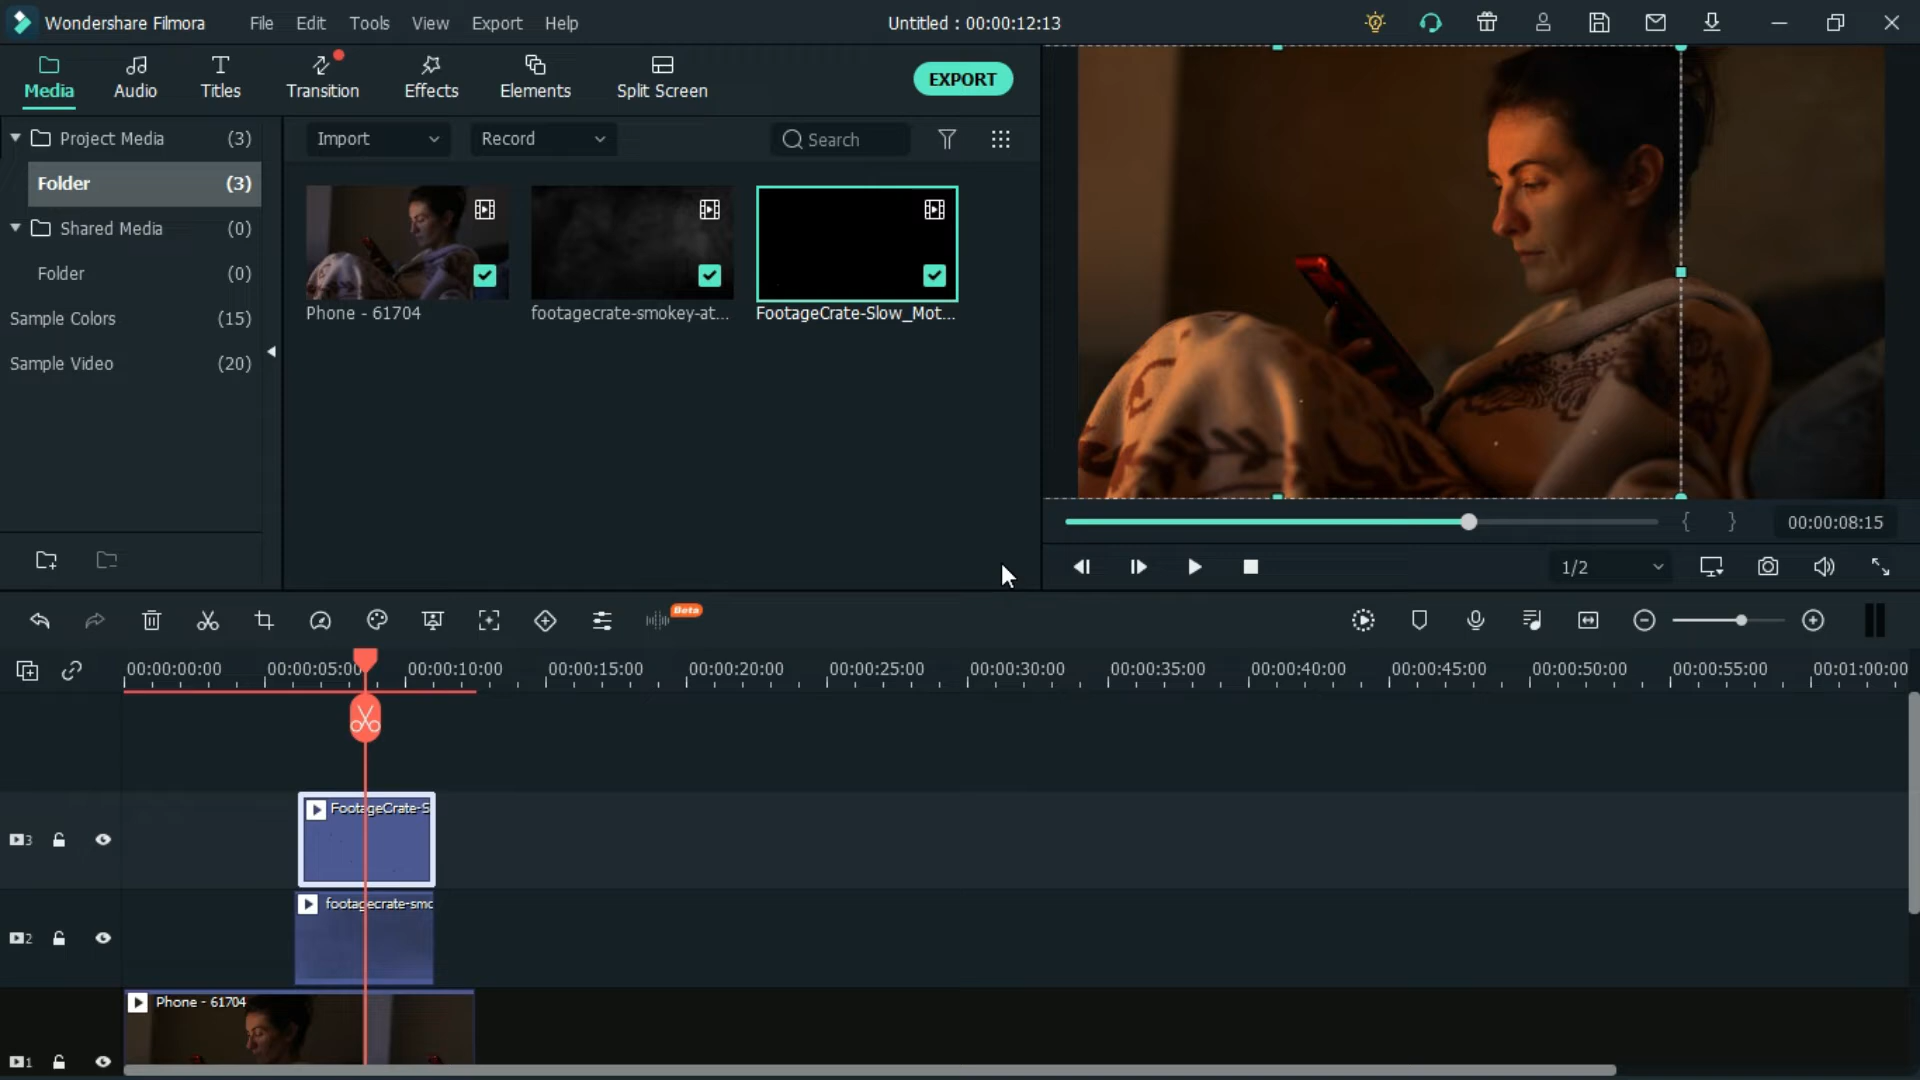 Wondershare Filmora File Edit Tools View Export Help Untitled : 00:00:12:13
Media Audio Titles Transition Effects Elements Split Screen EXPORT
Project Media (3) Import Record Search
Folder (3)
Shared Media (0)
Folder (0)
Sample Colors (15) Phone - 61704 footagecrate-smokey-at... FootageCrate-Slow_Mot...
Sample Video (20)
{ } 00:00:08:15
1/2
Beta
00:00:00:00 00:00:05:00 00:00:10:00 00:00:15:00 00:00:20:00 00:00:25:00 00:00:30:00 00:00:35:00 00:00:40:00 00:00:45:00 00:00:50:00 00:00:55:00 00:01:00:00
FootageCrate-S
3
footagecrate-smo
2
Phone - 61704
1